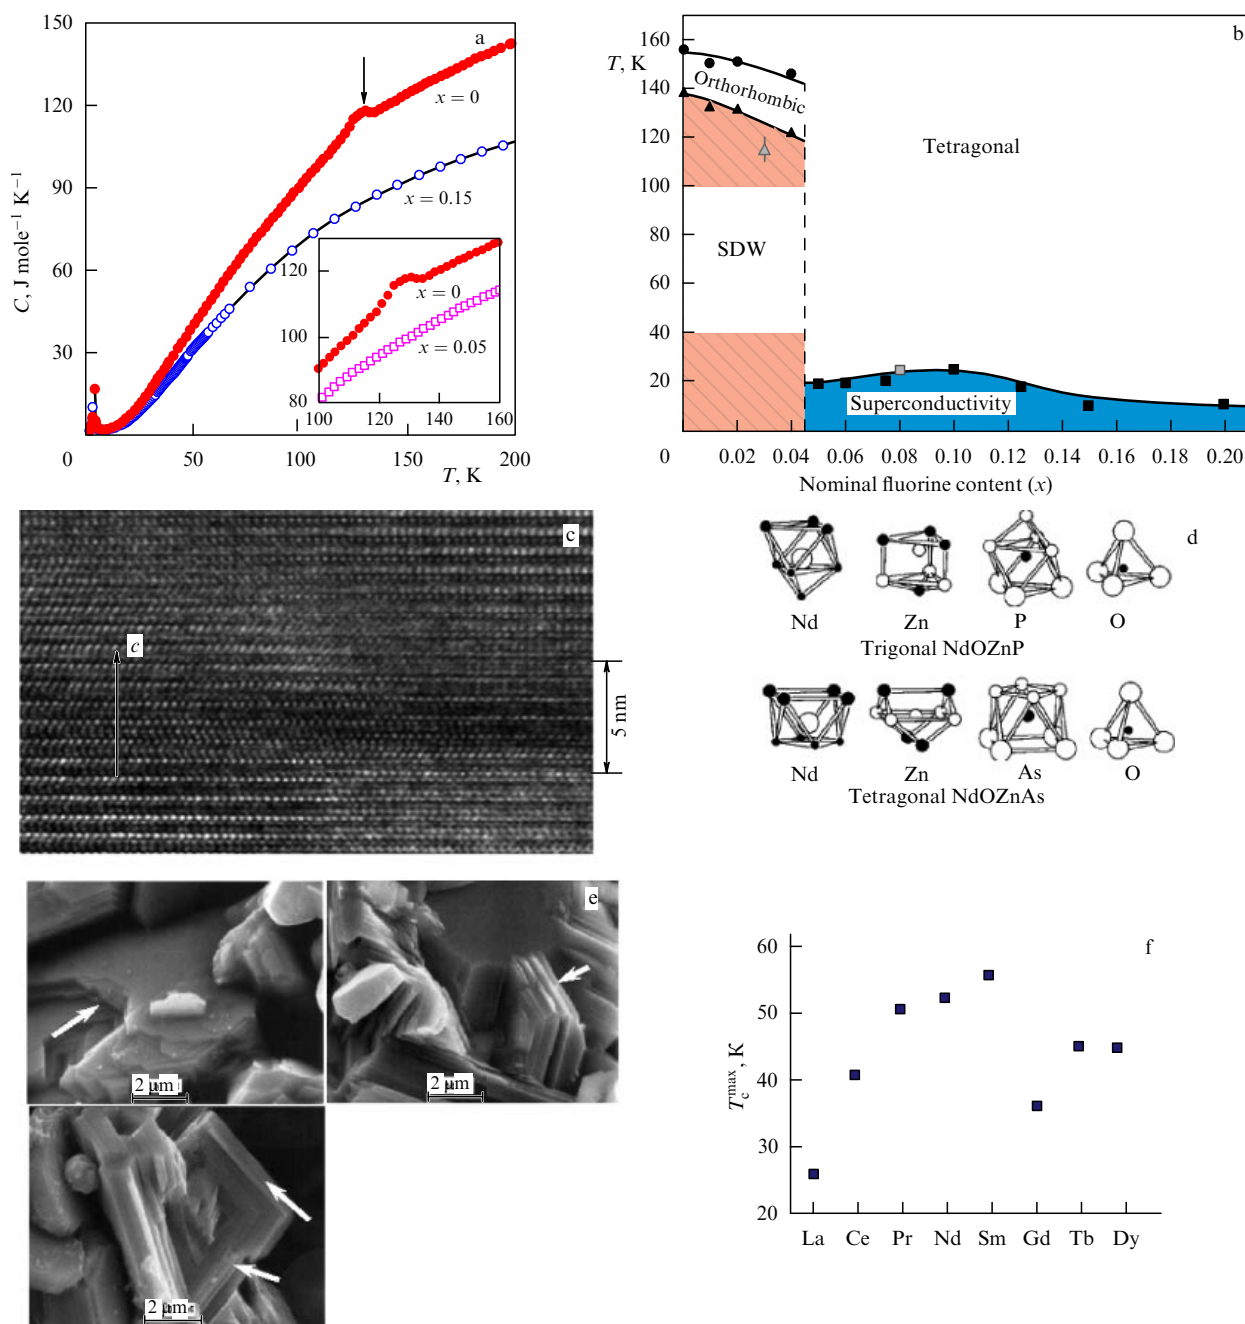 a
150
120
90
60
30
0
50
100
150
200
C, J mole⁻¹ K⁻¹
T, K
x = 0
x = 0.15
120
100
80
100
120
140
160
x = 0
x = 0.05
b
T, K
160
140
120
100
80
60
40
20
0
0.02
0.04
0.06
0.08
0.10
0.12
0.14
0.16
0.18
0.20
Orthorhombic
Tetragonal
SDW
Superconductivity
Nominal fluorine content (x)
c
c
5 nm
d
Nd Zn P O
Trigonal NdOZnP
Nd Zn As O
Tetragonal NdOZnAs
e
2 μm
2 μm
2 μm
f
60
50
40
30
20
T_c^max, K
La Ce Pr Nd Sm Gd Tb Dy